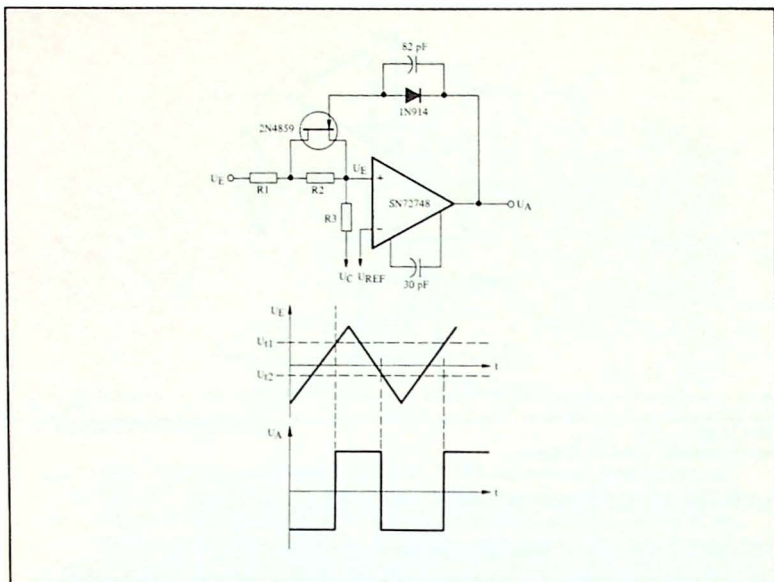 82 pF
1N914
2N4859
U_E
R1
R2
U_E
+
SN72748
U_A
R3
−
U_C
U_REF
30 pF
U_E
U_t1
t
U_t2
U_A
t